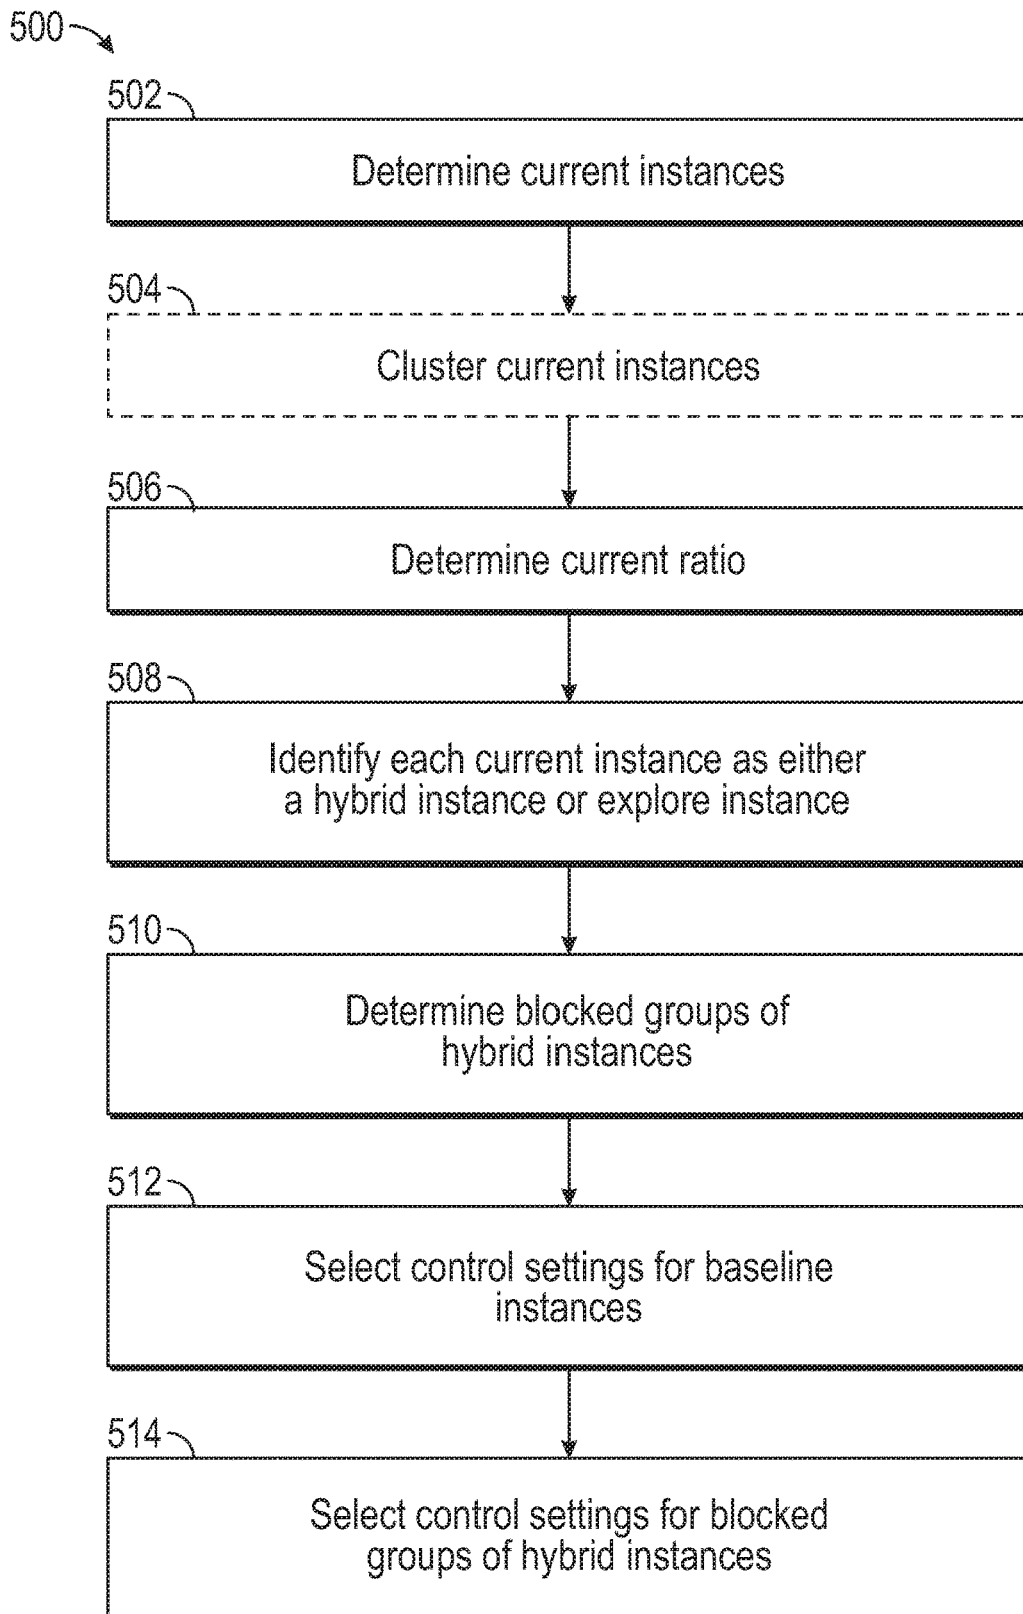 500
502
Determine current instances
504
Cluster current instances
506
Determine current ratio
508
Identify each current instance as either
a hybrid instance or explore instance
510
Determine blocked groups of
hybrid instances
512
Select control settings for baseline
instances
514
Select control settings for blocked
groups of hybrid instances